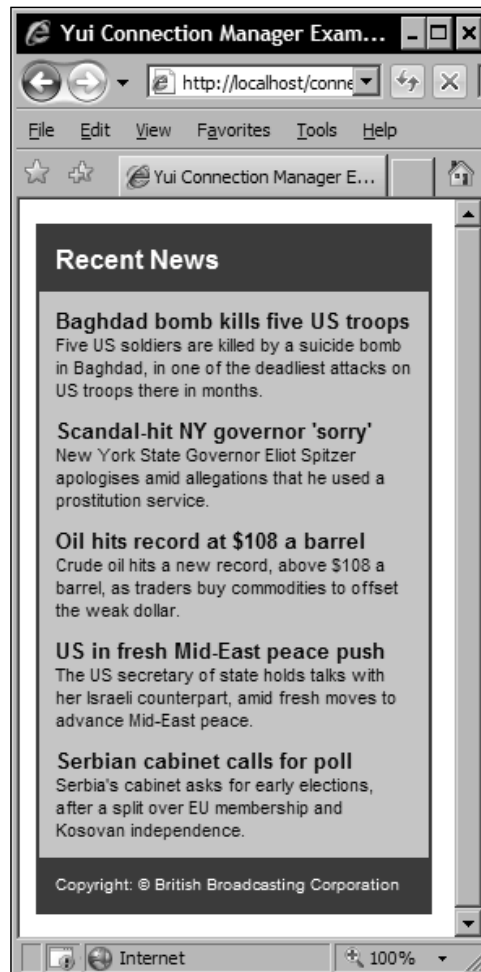 Yui Connection Manager Exam...
http://localhost/conne
File Edit View Favorites Tools Help
Yui Connection Manager E...
Recent News
Baghdad bomb kills five US troops
Five US soldiers are killed by a suicide bomb
in Baghdad, in one of the deadliest attacks on
US troops there in months.
Scandal-hit NY governor 'sorry'
New York State Governor Eliot Spitzer
apologises amid allegations that he used a
prostitution service.
Oil hits record at $108 a barrel
Crude oil hits a new record, above $108 a
barrel, as traders buy commodities to offset
the weak dollar.
US in fresh Mid-East peace push
The US secretary of state holds talks with
her Israeli counterpart, amid fresh moves to
advance Mid-East peace.
Serbian cabinet calls for poll
Serbia's cabinet asks for early elections,
after a split over EU membership and
Kosovan independence.
Copyright: © British Broadcasting Corporation
Internet 100%